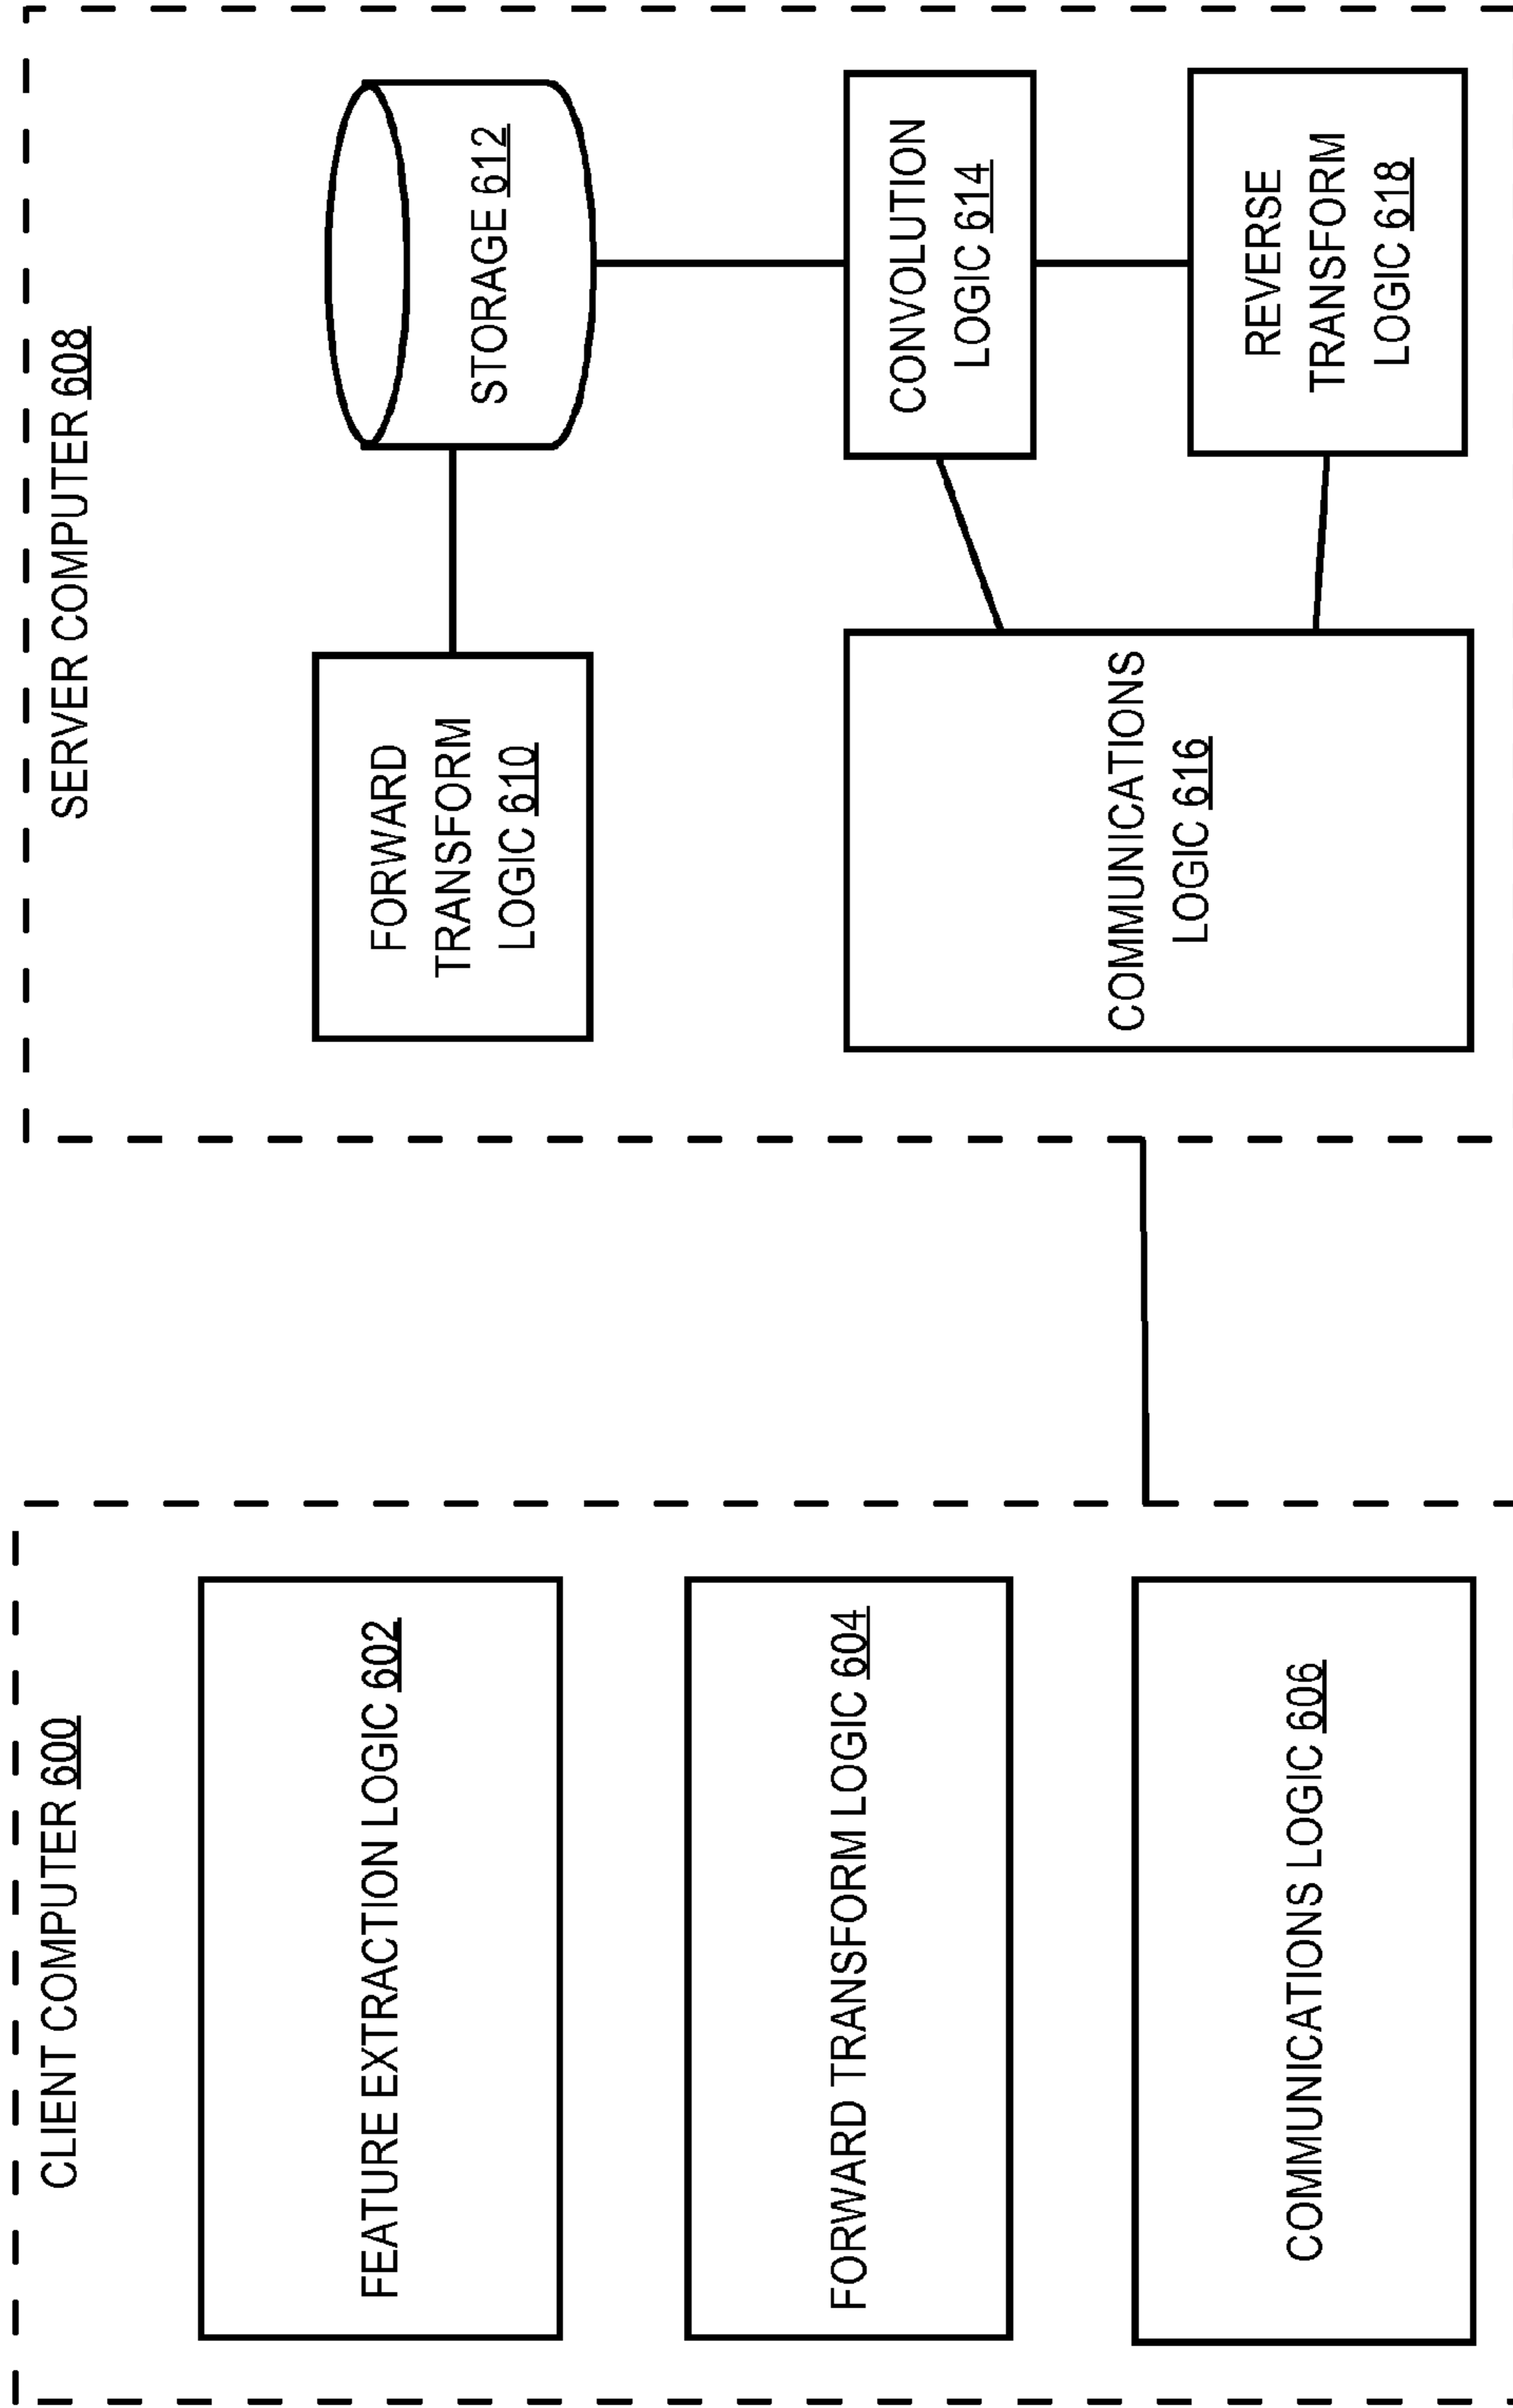 CLIENT COMPUTER 600
FEATURE EXTRACTION LOGIC 602
FORWARD TRANSFORM LOGIC 604
COMMUNICATIONS LOGIC 606
SERVER COMPUTER 608
FORWARD
TRANSFORM
LOGIC 610
STORAGE 612
CONVOLUTION
LOGIC 614
COMMUNICATIONS
LOGIC 616
REVERSE
TRANSFORM
LOGIC 618